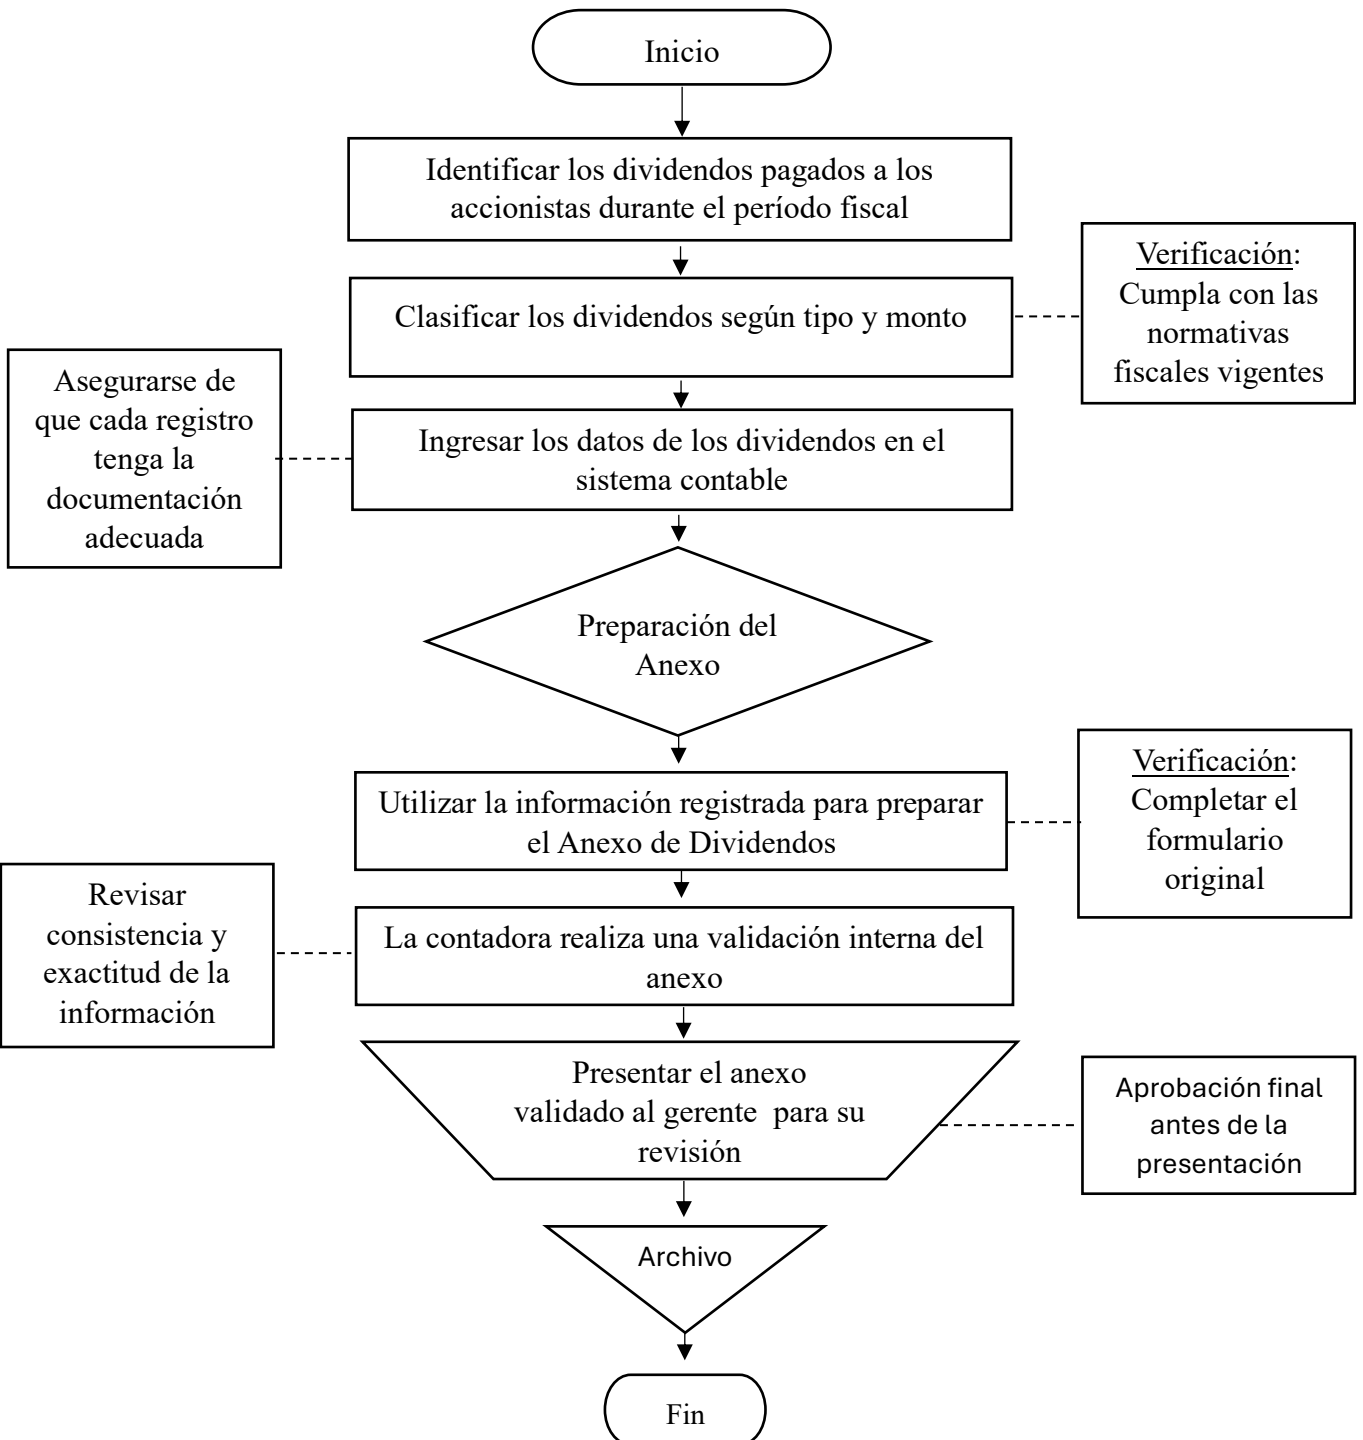 Inicio
Identificar los dividendos pagados a los
accionistas durante el período fiscal
Verificación:
Cumpla con las
normativas
fiscales vigentes
Clasificar los dividendos según tipo y monto
Asegurarse de
que cada registro
tenga la
documentación
adecuada
Ingresar los datos de los dividendos en el
sistema contable
Preparación del
Anexo
Verificación:
Completar el
formulario
original
Utilizar la información registrada para preparar
el Anexo de Dividendos
Revisar
consistencia y
exactitud de la
información
La contadora realiza una validación interna del
anexo
Presentar el anexo
validado al gerente para su
revisión
Aprobación final
antes de la
presentación
Archivo
Fin